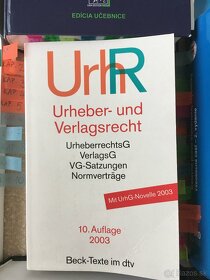 EDÍCIA UČEBNICE
UrhR
Urheber- und
Verlagsrecht
UrheberrechtsG
VerlagsG
VG-Satzungen
Normverträge
Mit UrhG-Novelle 2003
10. Auflage
2003
Beck-Texte im dtv